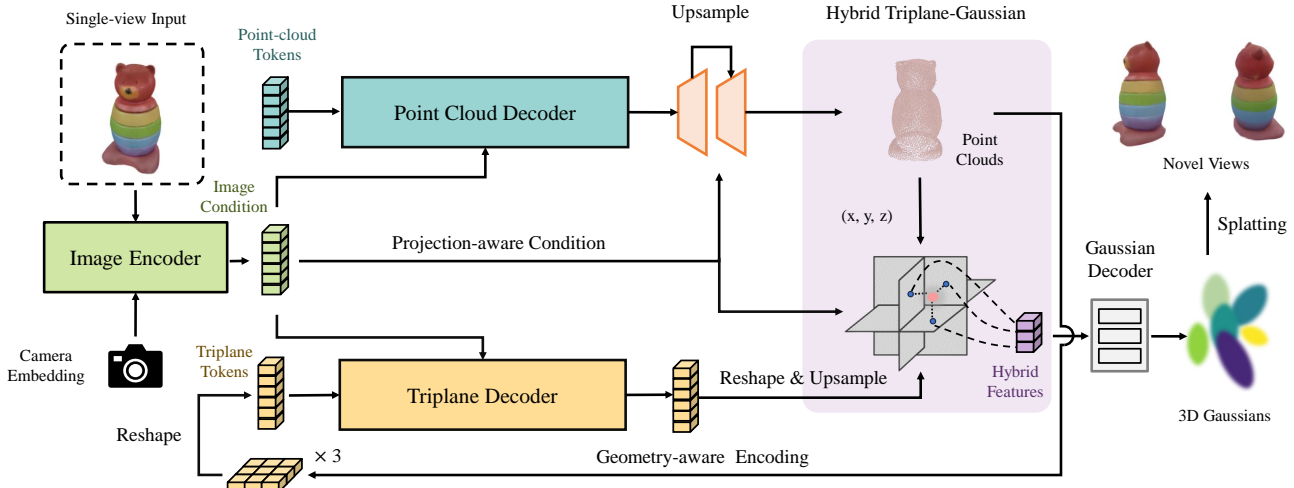 Single-view Input
Point-cloud
Tokens
Point Cloud Decoder
Upsample
Hybrid Triplane-Gaussian
Point
Clouds
Novel Views
Image
Condition
(x, y, z)
Image Encoder
Projection-aware Condition
Gaussian
Decoder
Splatting
Camera
Embedding
Triplane
Tokens
Triplane Decoder
Reshape & Upsample
Hybrid
Features
3D Gaussians
Reshape
× 3
Geometry-aware Encoding